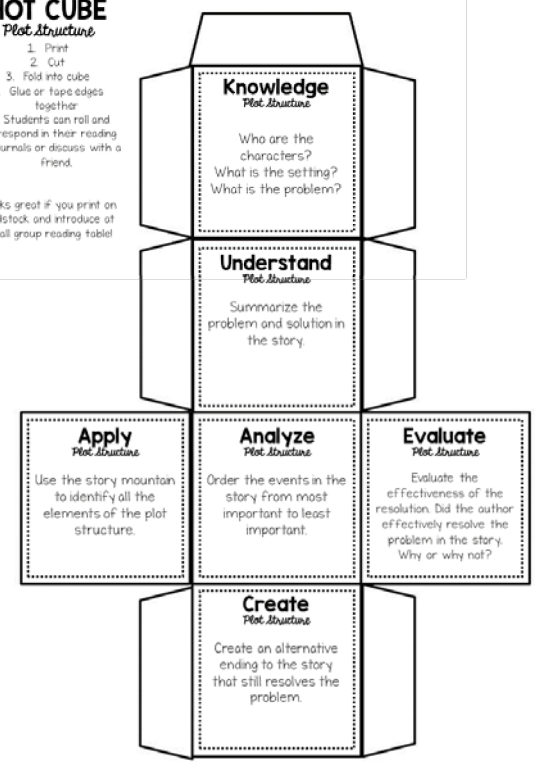 HOT CUBE
Plot Structure
1. Print
2. Cut
3. Fold into cube
Glue or tape edges
together
Students can roll and
respond in their reading
journals or discuss with a
friend.
great if you print on
and introduce at
group reading table!
Knowledge
Plot Structure
Who are the
characters?
What is the setting?
What is the problem?
Understand
Plot Structure
Summarize the
problem and solution in
the story.
Apply
Plot Structure
Use the story mountain
to identify all the
elements of the plot
structure.
Analyze
Plot Structure
Order the events in the
story from most
important to least
important.
Evaluate
Plot Structure
Evaluate the
effectiveness of the
resolution. Did the author
effectively resolve the
problem in the story.
Why or why not?
Create
Plot Structure
Create an alternative
ending to the story
that still resolves the
problem.